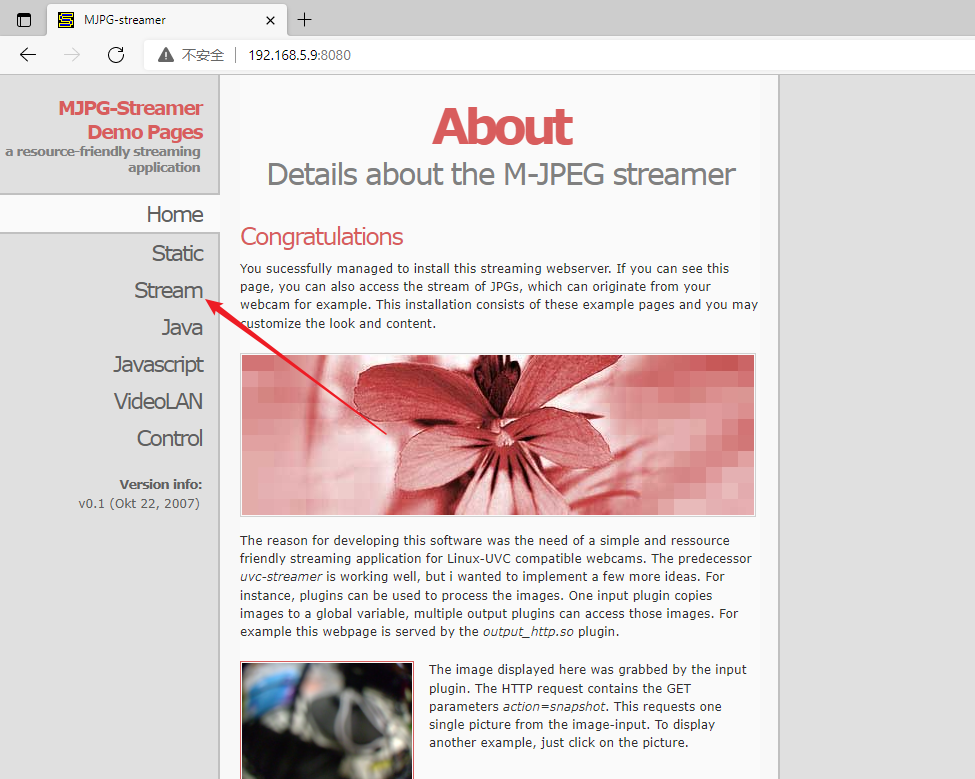 MJPG-streamer
不安全
192.168.5.9:8080
MJPG-Streamer
Demo Pages
a resource-friendly streaming
application
Home
Static
Stream
Java
Javascript
VideoLAN
Control
Version info:
v0.1 (Okt 22, 2007)
About
Details about the M-JPEG streamer
Congratulations
You sucessfully managed to install this streaming webserver. If you can see this
page, you can also access the stream of JPGs, which can originate from your
webcam for example. This installation consists of these example pages and you may
customize the look and content.
The reason for developing this software was the need of a simple and ressource
friendly streaming application for Linux-UVC compatible webcams. The predecessor
uvc-streamer is working well, but i wanted to implement a few more ideas. For
instance, plugins can be used to process the images. One input plugin copies
images to a global variable, multiple output plugins can access those images. For
example this webpage is served by the output_http.so plugin.
The image displayed here was grabbed by the input
plugin. The HTTP request contains the GET
parameters action=snapshot. This requests one
single picture from the image-input. To display
another example, just click on the picture.